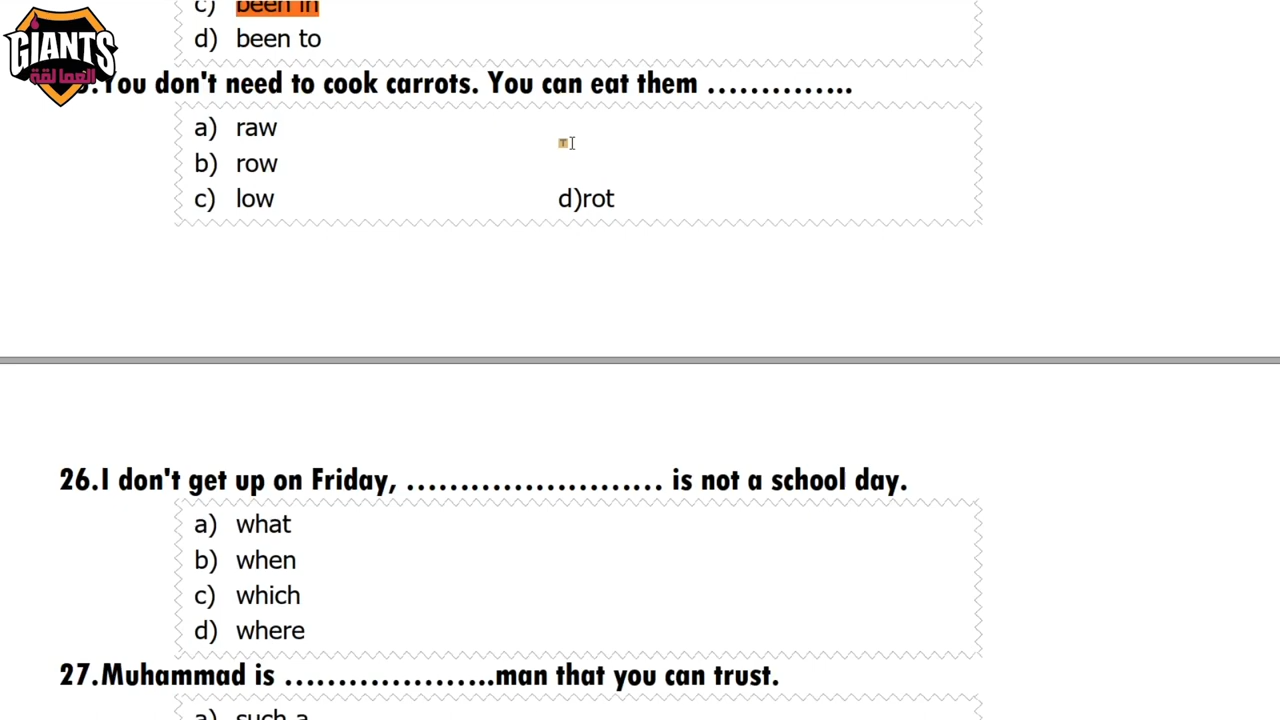 GIANTS
العمالقة
c) been in
d) been to
5.You don't need to cook carrots. You can eat them …………..
a) raw
b) row
c) low d)rot
26.I don't get up on Friday, …………………… is not a school day.
a) what
b) when
c) which
d) where
27.Muhammad is ………………..man that you can trust.
a) such a